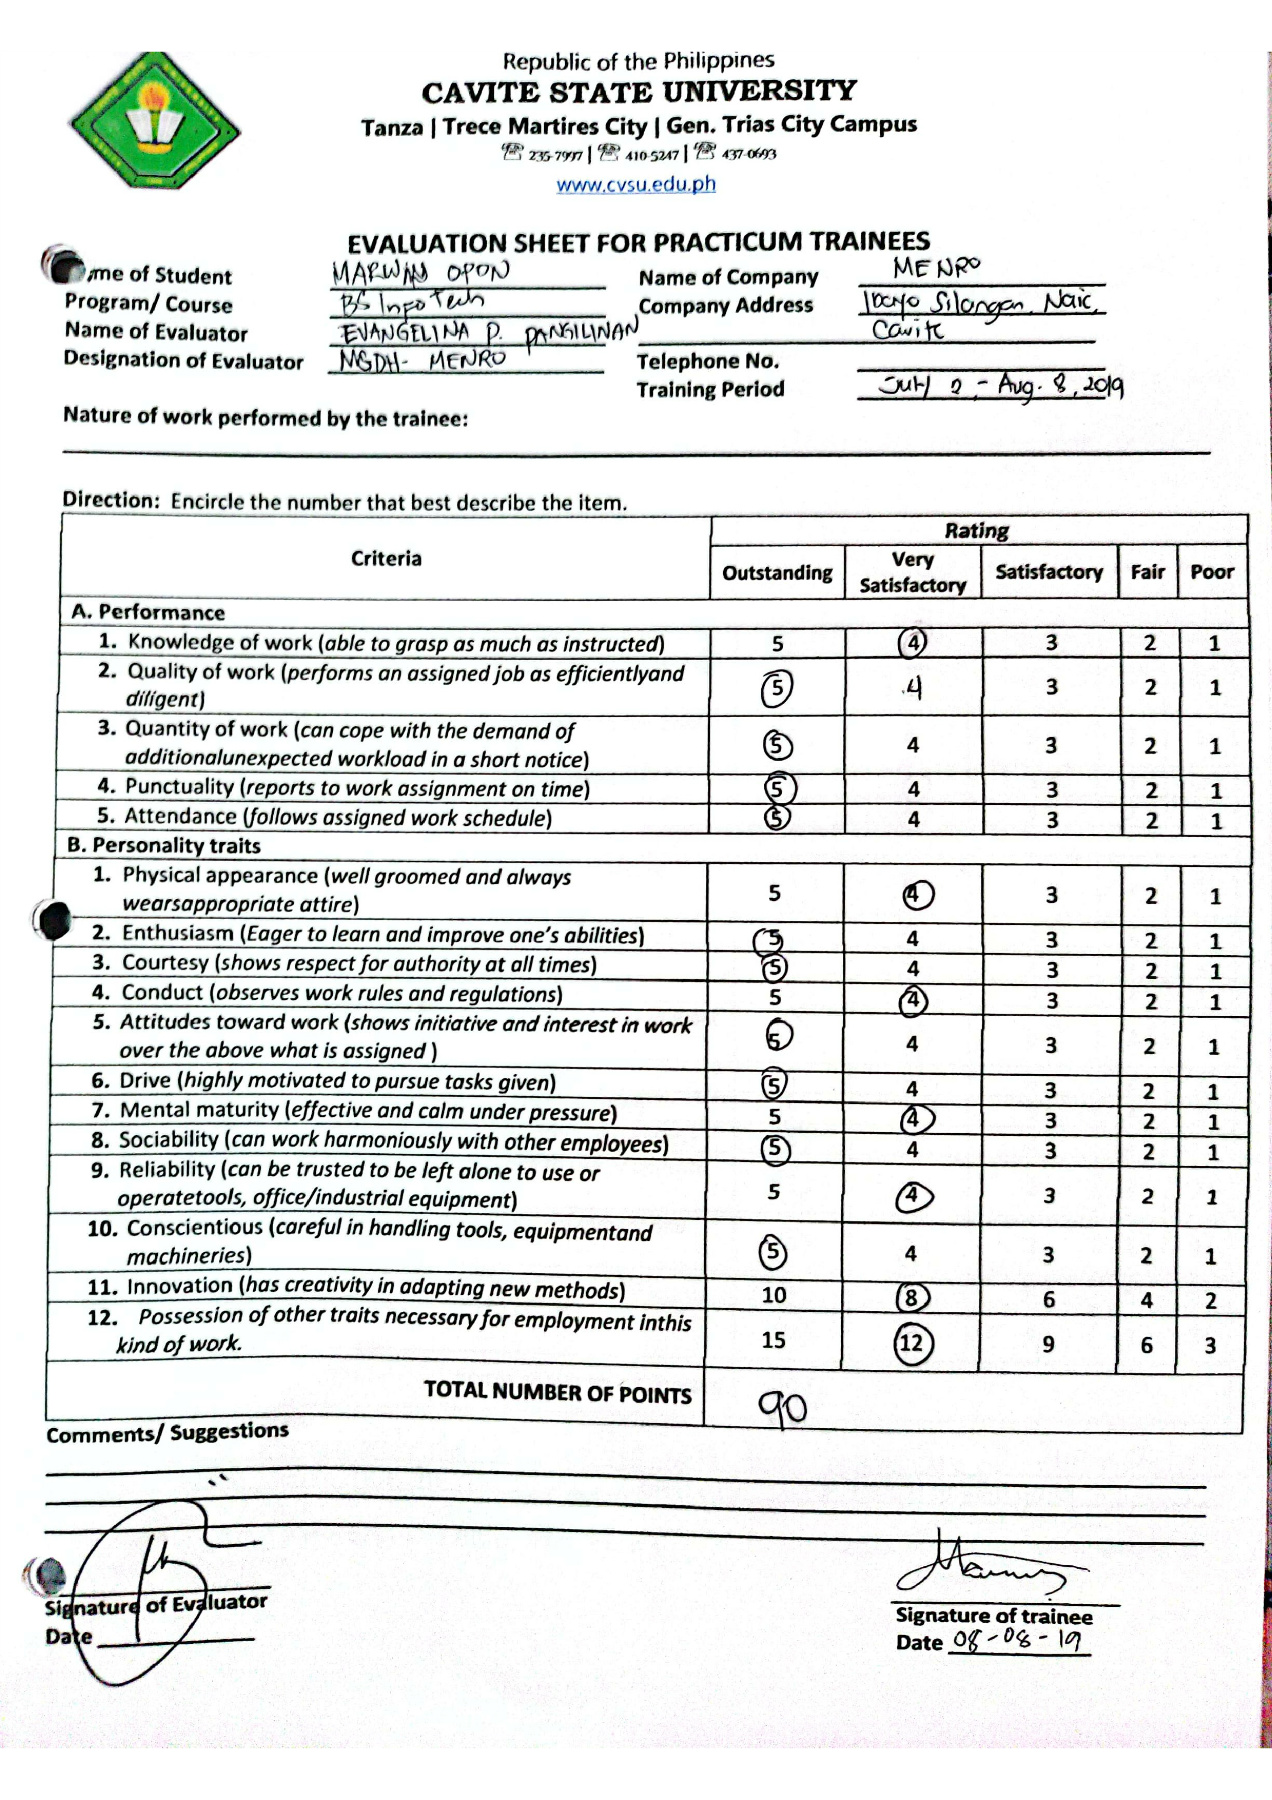 Republic of the Philippines
CAVITE STATE UNIVERSITY
Tanza | Trece Martires City | Gen. Trias City Campus
☏ 235-7997 | ☏ 410-5247 | ☏ 437-0693
www.cvsu.edu.ph
EVALUATION SHEET FOR PRACTICUM TRAINEES
me of Student MARWAN OPON Name of Company MENRO
Program/ Course BS InfoTech Company Address Ibayo Silangan, Naic,
Name of Evaluator EVANGELINA P. PANGILINAN Cavite
Designation of Evaluator MGDH- MENRO Telephone No.
Training Period July 2 - Aug. 8, 2019
Nature of work performed by the trainee:
Direction: Encircle the number that best describe the item.
Criteria Rating
Outstanding Very Satisfactory Satisfactory Fair Poor
A. Performance
1. Knowledge of work (able to grasp as much as instructed) 5 4 3 2 1
2. Quality of work (performs an assigned job as efficientlyand
diligent) 5 4 3 2 1
3. Quantity of work (can cope with the demand of
additionalunexpected workload in a short notice) 5 4 3 2 1
4. Punctuality (reports to work assignment on time) 5 4 3 2 1
5. Attendance (follows assigned work schedule) 5 4 3 2 1
B. Personality traits
1. Physical appearance (well groomed and always
wearsappropriate attire) 5 4 3 2 1
2. Enthusiasm (Eager to learn and improve one's abilities) 5 4 3 2 1
3. Courtesy (shows respect for authority at all times) 5 4 3 2 1
4. Conduct (observes work rules and regulations) 5 4 3 2 1
5. Attitudes toward work (shows initiative and interest in work
over the above what is assigned ) 5 4 3 2 1
6. Drive (highly motivated to pursue tasks given) 5 4 3 2 1
7. Mental maturity (effective and calm under pressure) 5 4 3 2 1
8. Sociability (can work harmoniously with other employees) 5 4 3 2 1
9. Reliability (can be trusted to be left alone to use or
operatetools, office/industrial equipment) 5 4 3 2 1
10. Conscientious (careful in handling tools, equipmentand
machineries) 5 4 3 2 1
11. Innovation (has creativity in adapting new methods) 10 8 6 4 2
12. Possession of other traits necessary for employment inthis
kind of work. 15 12 9 6 3
TOTAL NUMBER OF POINTS 90
Comments/ Suggestions
Signature of Evaluator
Date
Signature of trainee
Date 08-08-19